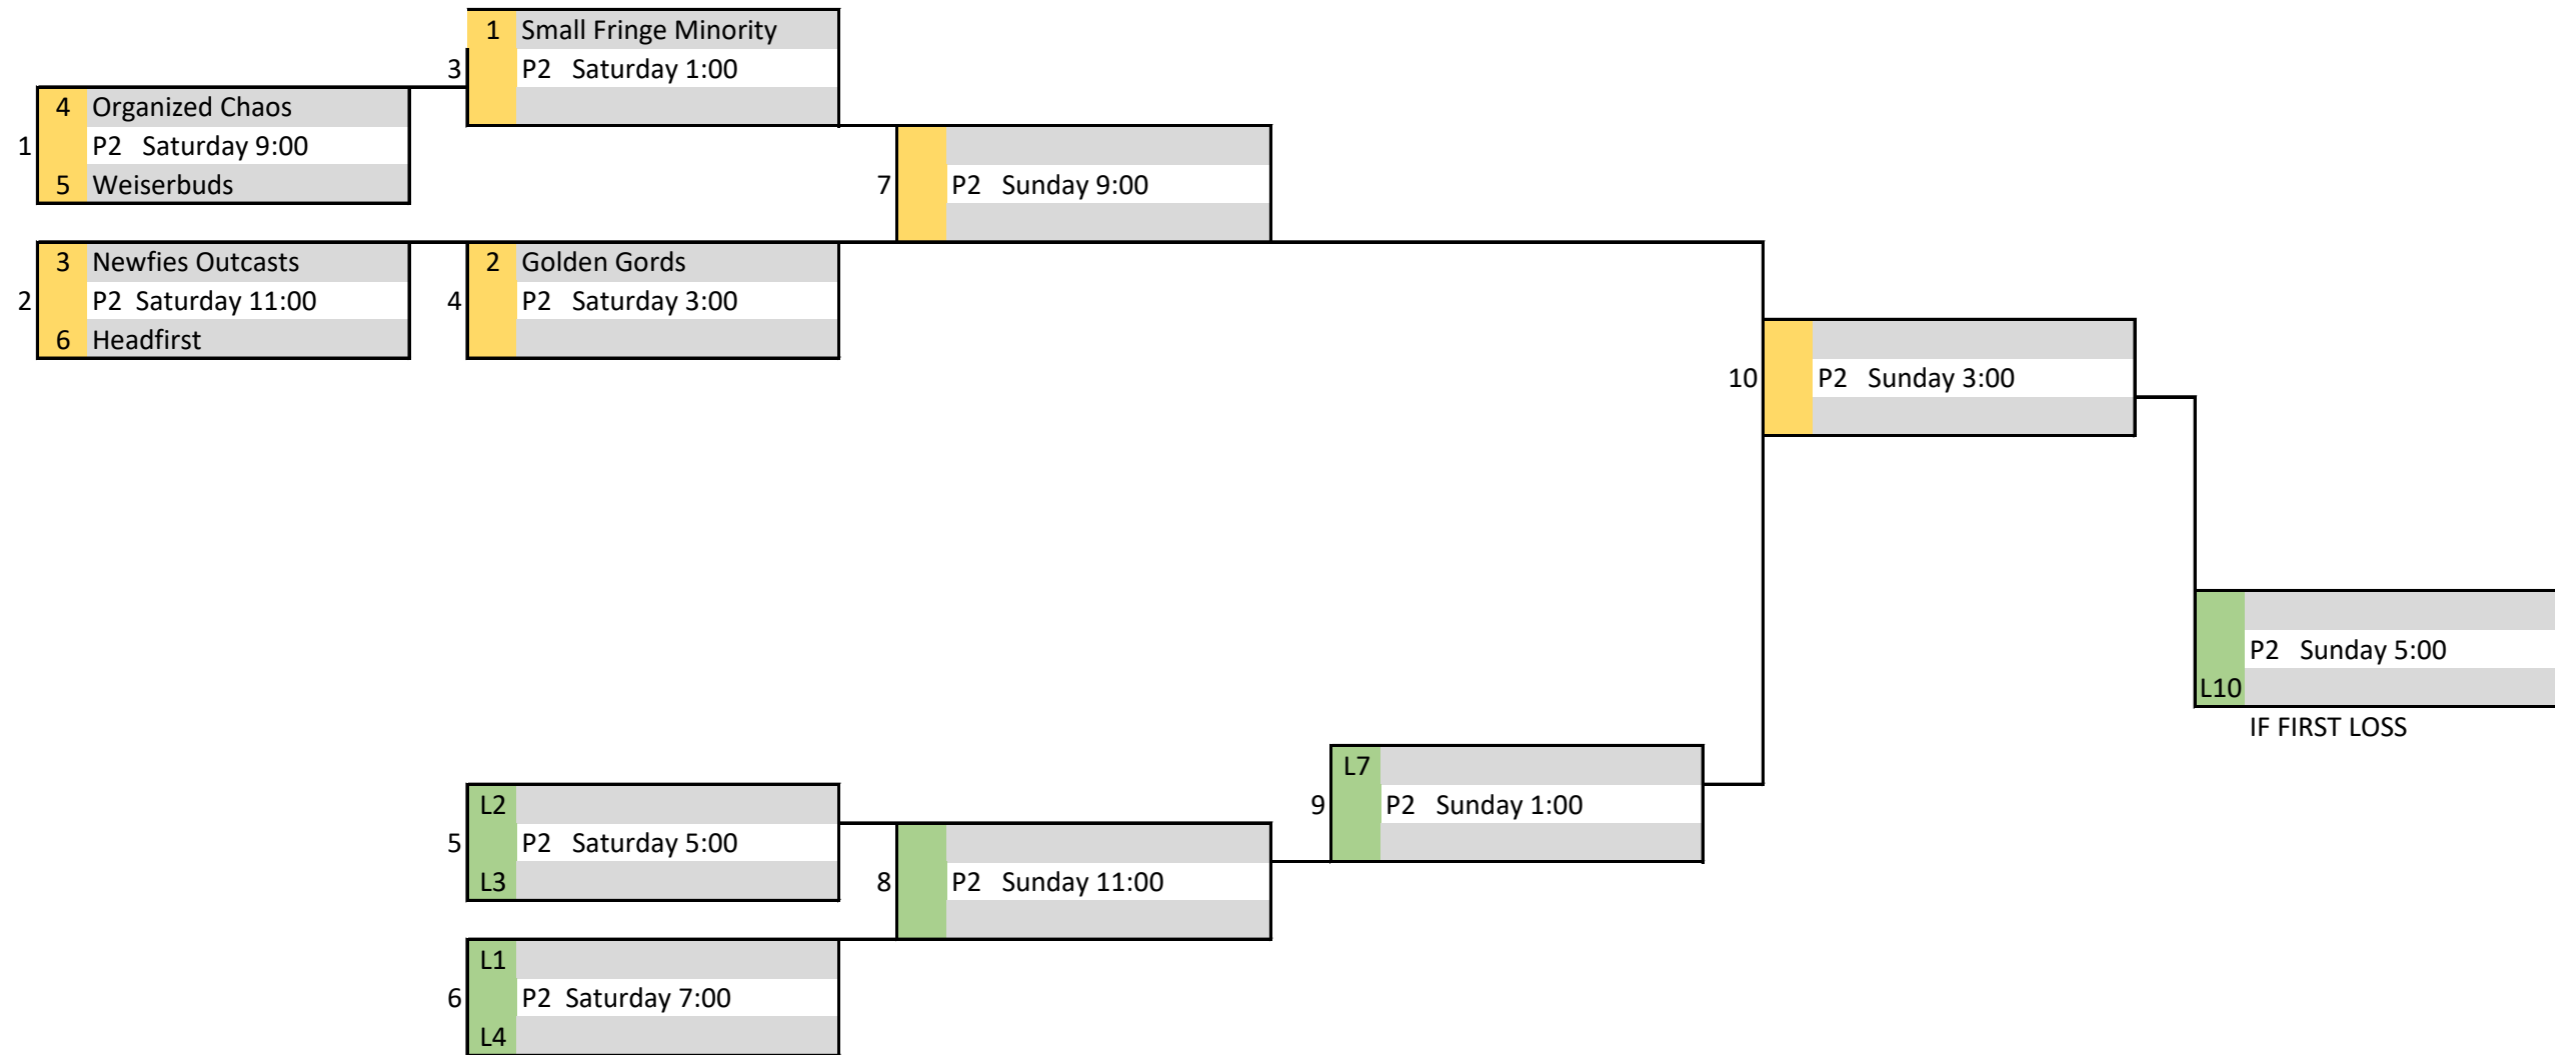 1 Small Fringe Minority
3 P2 Saturday 1:00
4 Organized Chaos
1 P2 Saturday 9:00
5 Weiserbuds
7 P2 Sunday 9:00
3 Newfies Outcasts
2 P2 Saturday 11:00
6 Headfirst
2 Golden Gords
4 P2 Saturday 3:00
10 P2 Sunday 3:00
P2 Sunday 5:00
L10
IF FIRST LOSS
L7
9 P2 Sunday 1:00
L2
5 P2 Saturday 5:00
L3
8 P2 Sunday 11:00
L1
6 P2 Saturday 7:00
L4